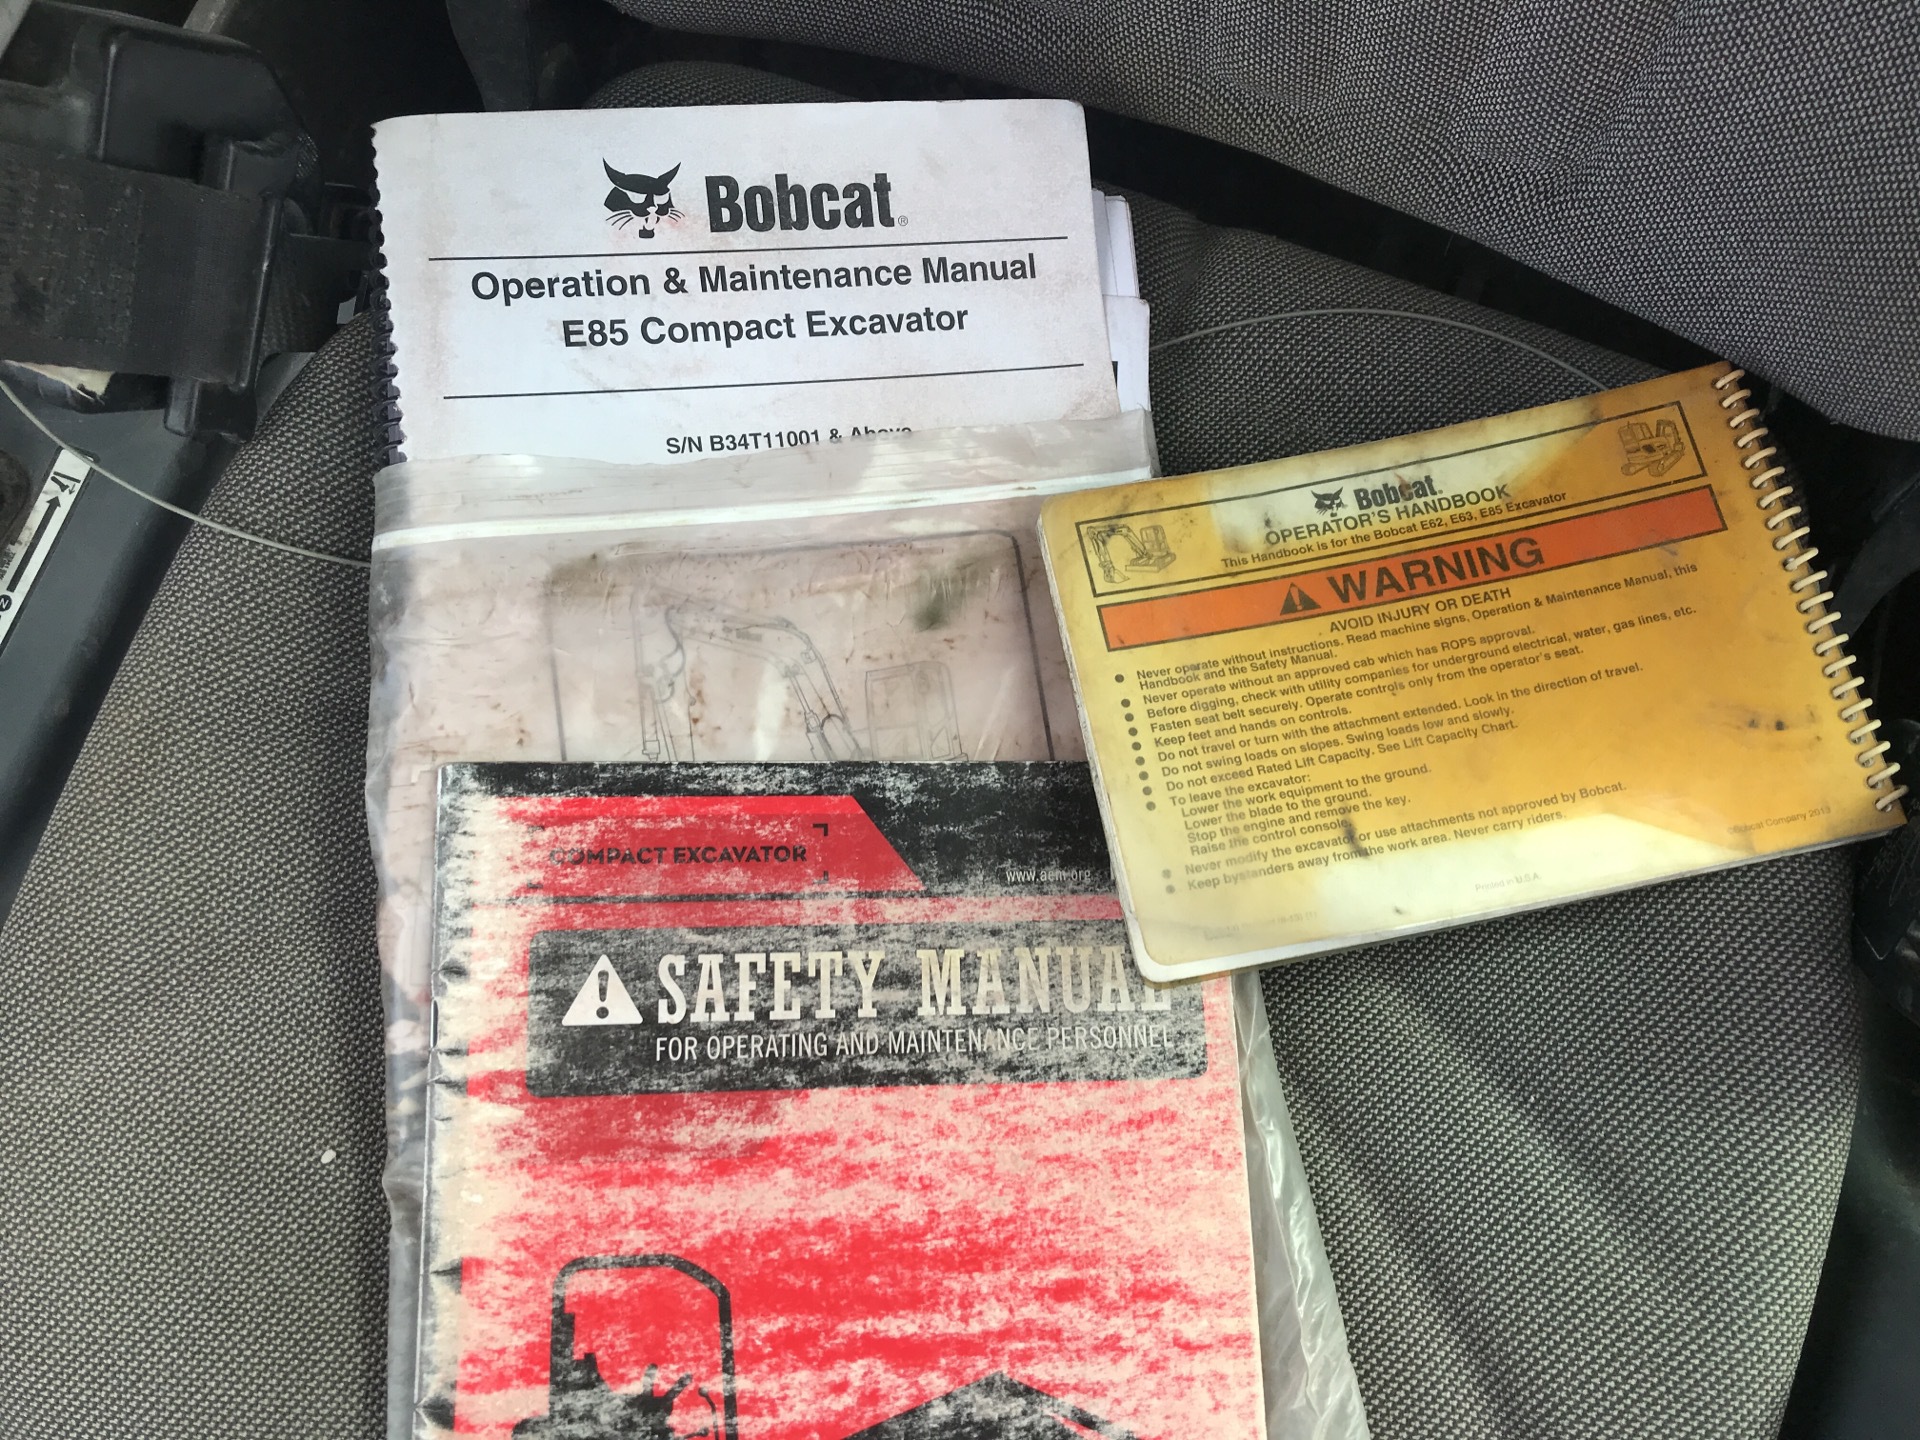 Bobcat®
Operation & Maintenance Manual
E85 Compact Excavator
S/N B34T11001 & Above
COMPACT EXCAVATOR
www.aem.org
SAFETY MANUAL
FOR OPERATING AND MAINTENANCE PERSONNEL
Bobcat.
OPERATOR'S HANDBOOK
This Handbook is for the Bobcat E62, E63, E85 Excavator
WARNING
AVOID INJURY OR DEATH
● Never operate without instructions. Read machine signs, Operation & Maintenance Manual, this
Handbook and the Safety Manual.
● Never operate without an approved cab which has ROPS approval.
● Before digging, check with utility companies for underground electrical, water, gas lines, etc.
● Fasten seat belt securely. Operate controls only from the operator's seat.
● Keep feet and hands on controls.
● Do not travel or turn with the attachment extended. Look in the direction of travel.
● Do not swing loads on slopes. Swing loads low and slowly.
● Do not exceed Rated Lift Capacity. See Lift Capacity Chart.
● To leave the excavator:
Lower the work equipment to the ground.
Lower the blade to the ground.
Stop the engine and remove the key.
Raise the control console.
● Never modify the excavator or use attachments not approved by Bobcat.
● Keep bystanders away from the work area. Never carry riders.
©Bobcat Company 2013
Printed in U.S.A.